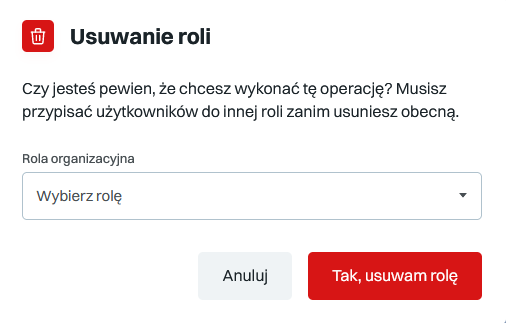 Usuwanie roli
Czy jesteś pewien, że chcesz wykonać tę operację? Musisz
przypisać użytkowników do innej roli zanim usuniesz obecną.
Rola organizacyjna
Wybierz rolę
Anuluj
Tak, usuwam rolę